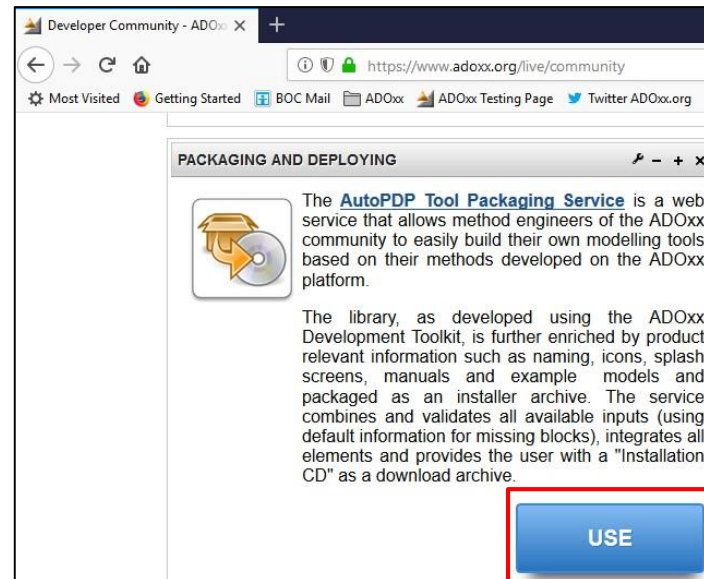 Developer Community - ADOx
https://www.adoxx.org/live/community
Most Visited Getting Started BOC Mail ADOxx ADOxx Testing Page Twitter ADOxx.org
PACKAGING AND DEPLOYING
The AutoPDP Tool Packaging Service is a web
service that allows method engineers of the ADOxx
community to easily build their own modelling tools
based on their methods developed on the ADOxx
platform.
The library, as developed using the ADOxx
Development Toolkit, is further enriched by product
relevant information such as naming, icons, splash
screens, manuals and example models and
packaged as an installer archive. The service
combines and validates all available inputs (using
default information for missing blocks), integrates all
elements and provides the user with a "Installation
CD" as a download archive.
USE